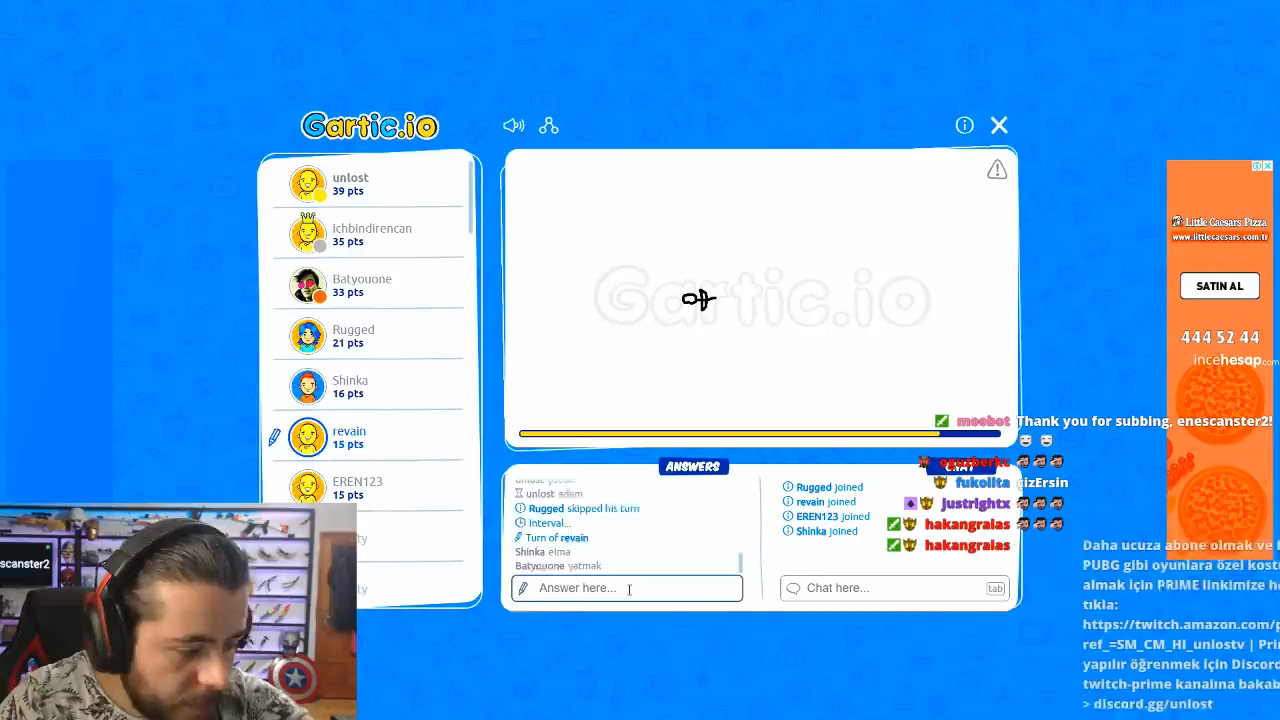 Gartic.io
unlost
39 pts
ichbindirencan
35 pts
Batyouone
33 pts
Rugged
21 pts
Shinka
16 pts
revain
15 pts
EREN123
15 pts
Gartic.io
ANSWERS
unlost adam
Rugged skipped his turn
Interval...
Turn of revain
Shinka elma
Batyouone yatmak
Answer here...
Rugged joined
revain joined
EREN123 joined
Shinka joined
Chat here...
tab
moobot Thank you for subbing, enescanster2!
oguzberkc
fukolita çizErsin
Justrightx
hakangralas
hakangralas
Little Caesars Pizza
www.littlecaesars.com.tr
SATIN AL
444 52 44
incehesap.com
Daha ucuza abone olmak ve
PUBG gibi oyunlara özel
almak için PRIME linkimize
tıkla:
https://twitch.amazon.com/
ref_=SM_CM_HI_unlostv |
yapılır öğrenmek için
twitch-prime kanalına
> discord.gg/unlost
scanster2